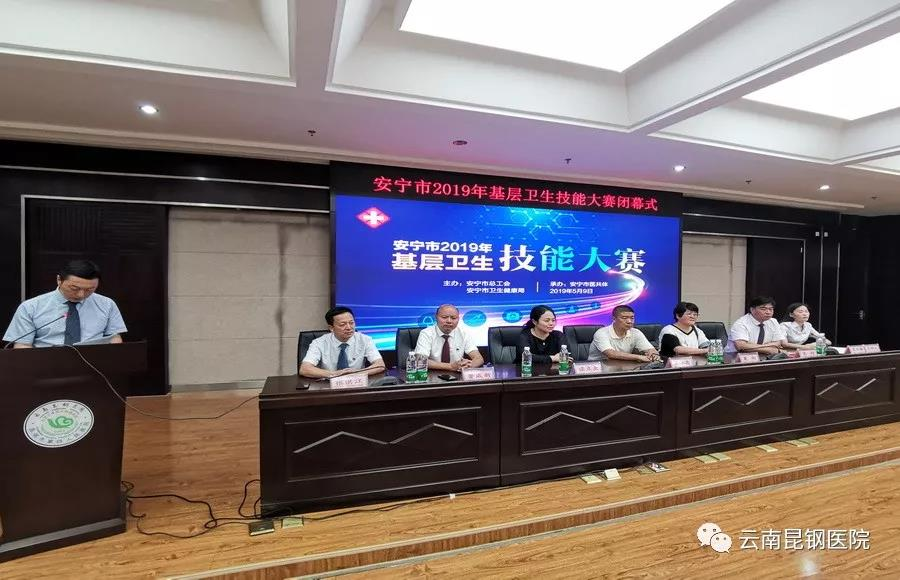 安宁市2019年基层卫生技能大赛闭幕式
安宁市2019年
基层卫生 技能大赛
主办：安宁市总工会
安宁市卫生健康局
承办：安宁市医共体
2019年5月9日
云南昆钢医院